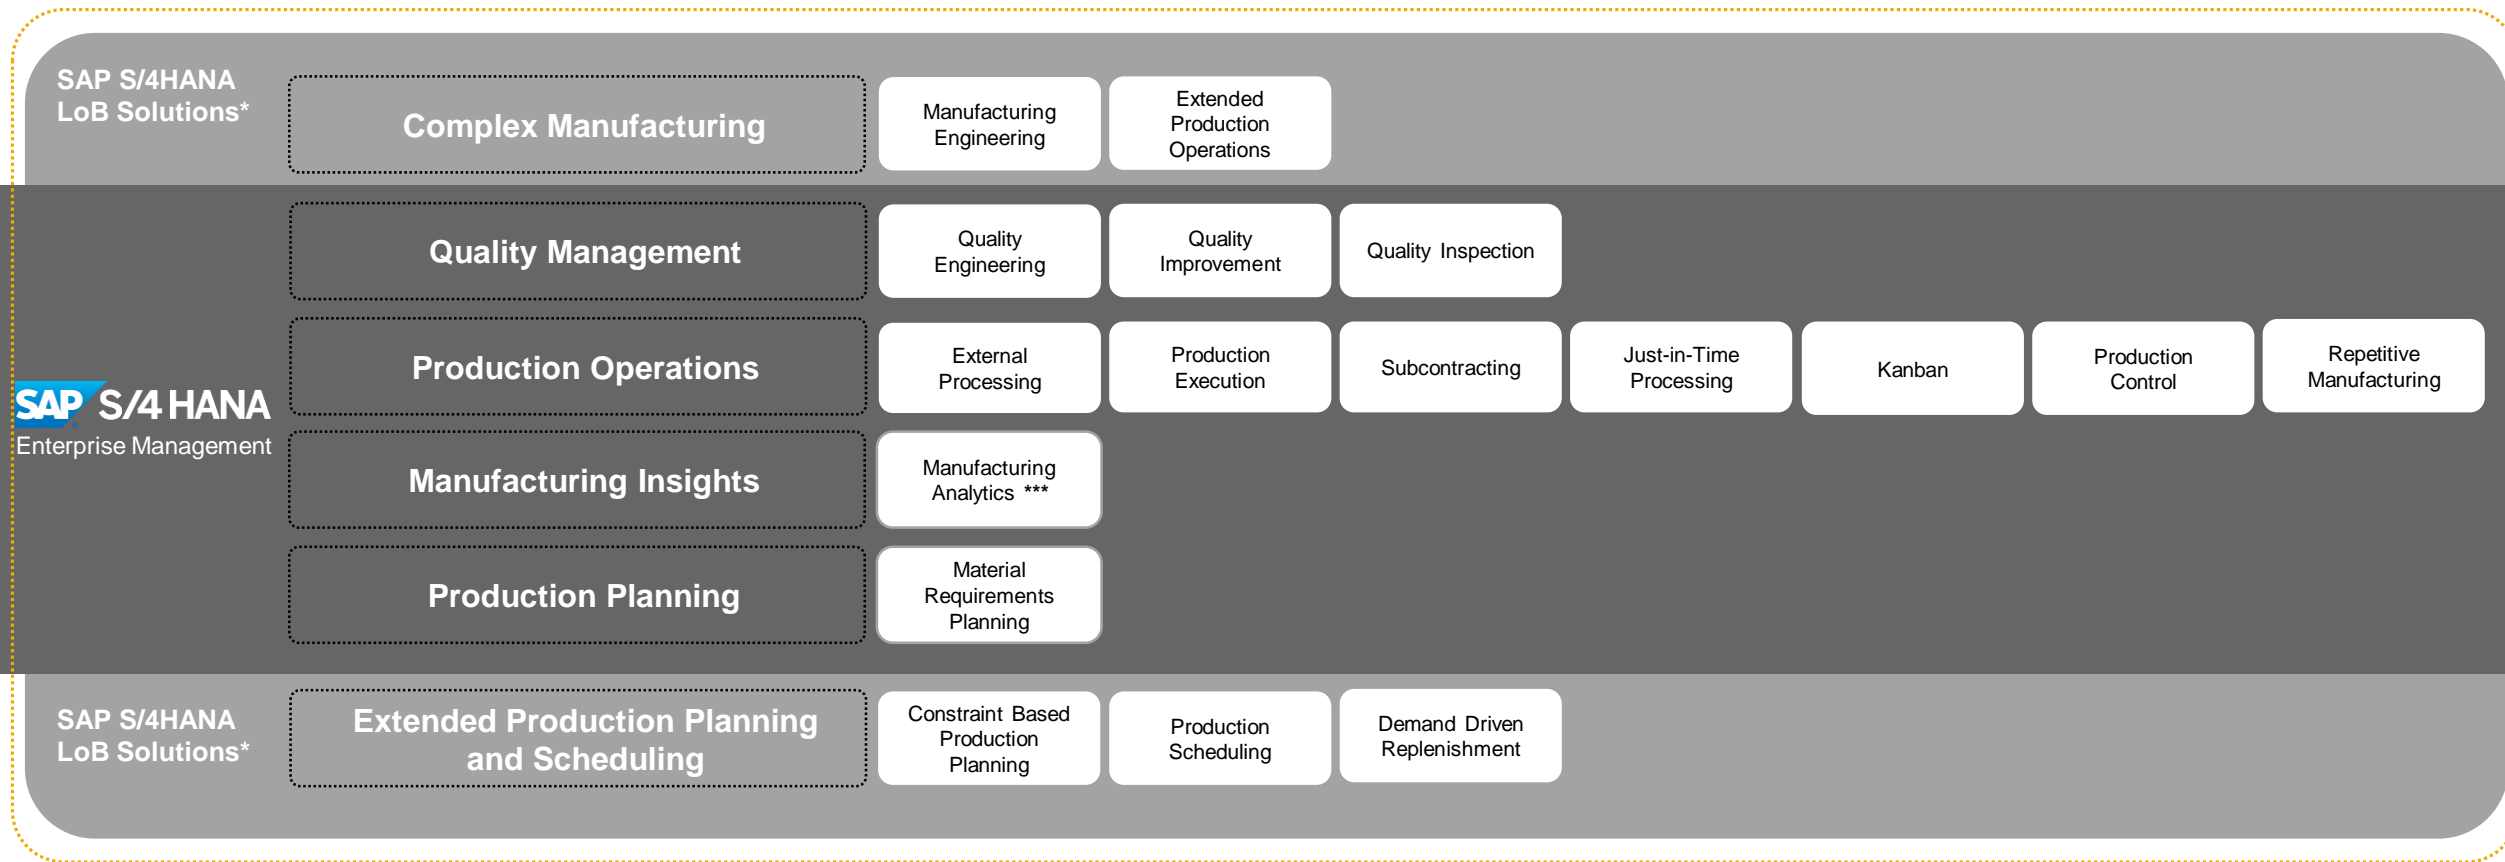 SAP S/4HANA
LoB Solutions*
Complex Manufacturing
Manufacturing
Engineering
Extended
Production
Operations
Quality Management
Quality
Engineering
Quality
Improvement
Quality Inspection
SAP S/4 HANA
Enterprise Management
Production Operations
External
Processing
Production
Execution
Subcontracting
Just-in-Time
Processing
Kanban
Production
Control
Repetitive
Manufacturing
Manufacturing Insights
Manufacturing
Analytics ***
Production Planning
Material
Requirements
Planning
SAP S/4HANA
LoB Solutions*
Extended Production Planning
and Scheduling
Constraint Based
Production
Planning
Production
Scheduling
Demand Driven
Replenishment